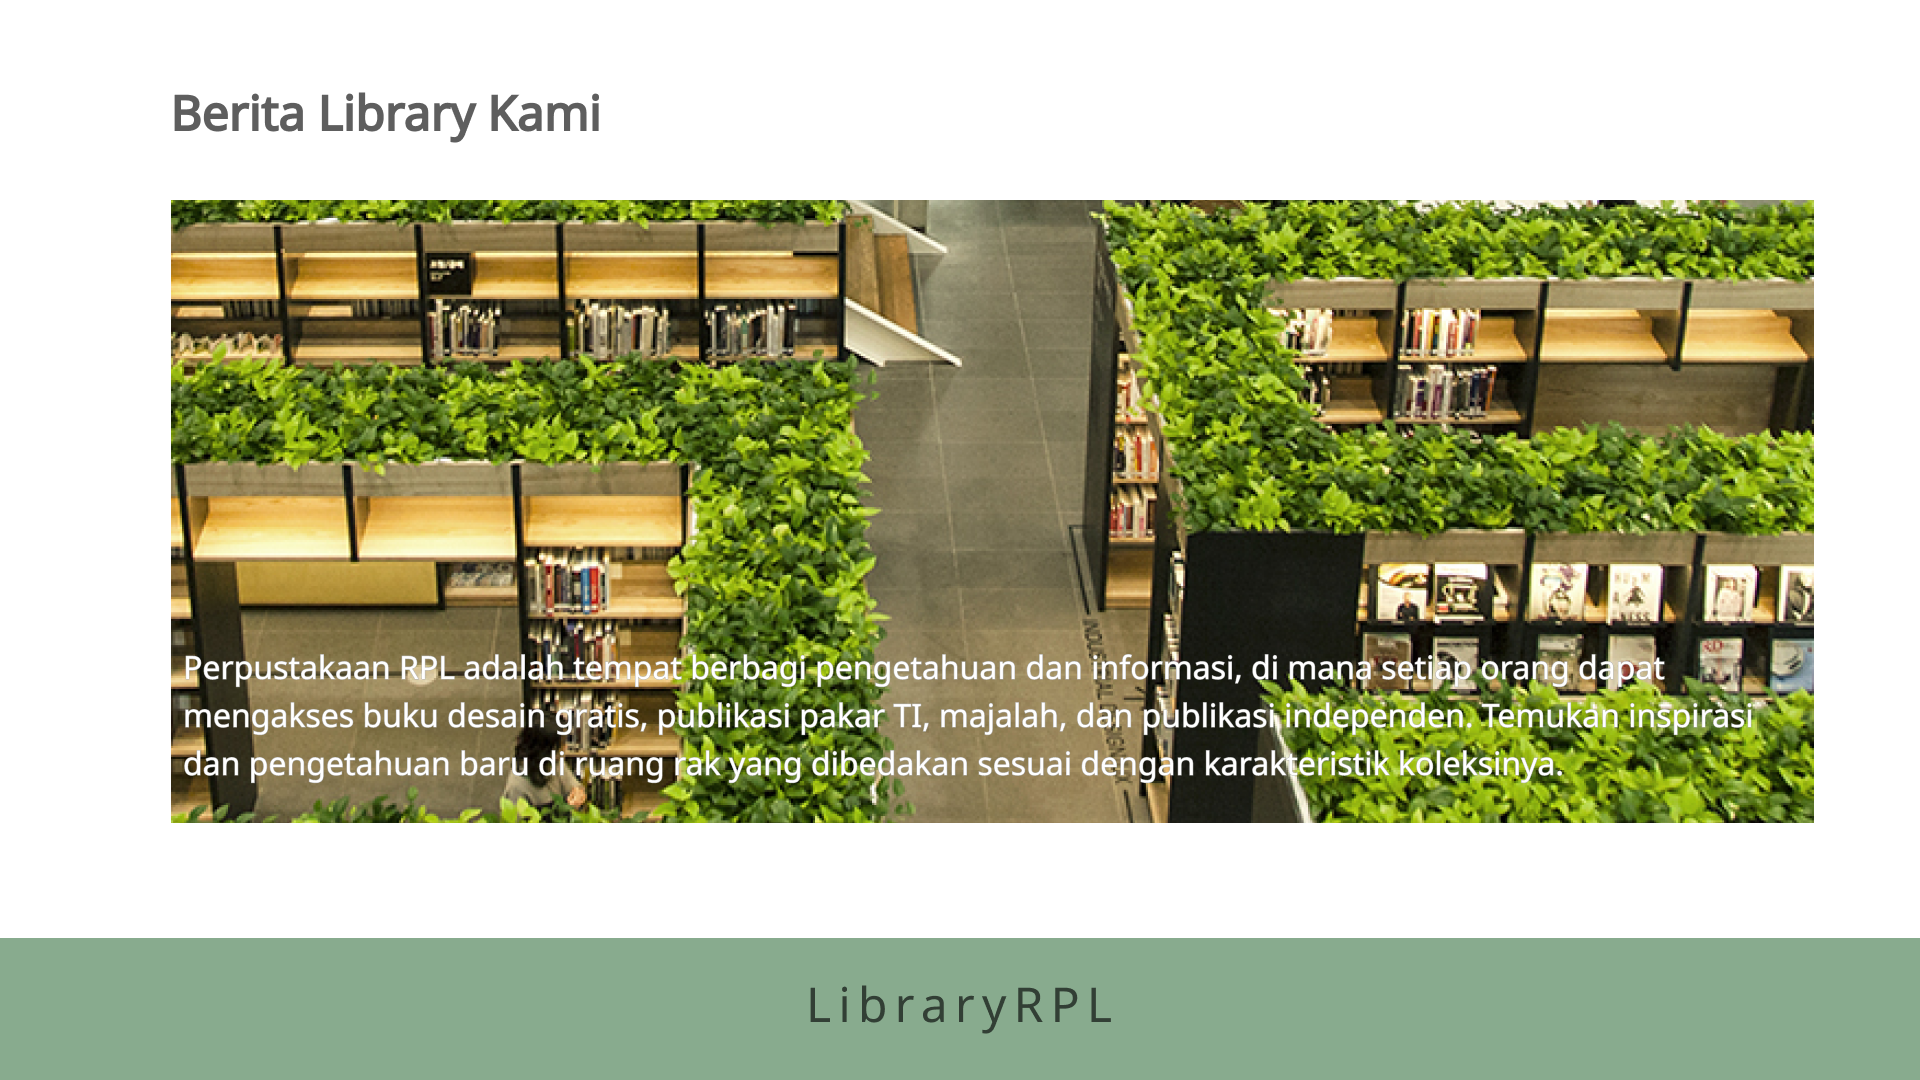 Berita Library Kami
Perpustakaan RPL adalah tempat berbagi pengetahuan dan informasi, di mana setiap orang dapat
mengakses buku desain gratis, publikasi pakar TI, majalah, dan publikasi independen. Temukan inspirasi
dan pengetahuan baru di ruang rak yang dibedakan sesuai dengan karakteristik koleksinya.
LibraryRPL